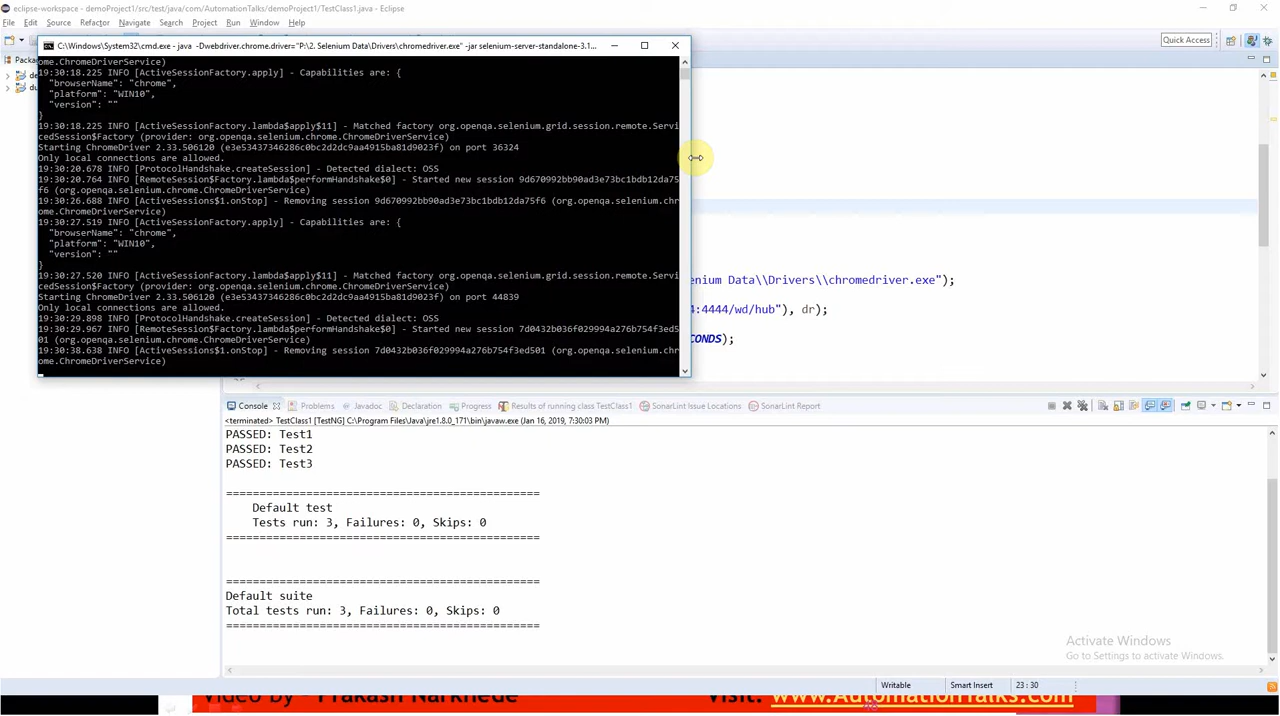 eclipse-workspace - demoProject1/src/test/java/com/AutomationTalks/demoProject1/TestClass1.java - Eclipse
File Edit Source Refactor Navigate Search Project Run Window Help
Quick Access
C:\Windows\System32\cmd.exe - java -Dwebdriver.chrome.driver="P:\2. Selenium Data\Drivers\chromedriver.exe" -jar selenium-server-standalone-3.1...
ome.ChromeDriverService)
19:30:18.225 INFO [ActiveSessionFactory.apply] - Capabilities are: {
"browserName": "chrome",
"platform": "WIN10",
"version": ""
}
19:30:18.225 INFO [ActiveSessionFactory.lambda$apply$11] - Matched factory org.openqa.selenium.grid.session.remote.Servi
cedSession$Factory (provider: org.openqa.selenium.chrome.ChromeDriverService)
Starting ChromeDriver 2.33.506120 (e3e53437346286c0bc2d2dc9aa4915ba81d9023f) on port 36324
Only local connections are allowed.
19:30:20.678 INFO [ProtocolHandshake.createSession] - Detected dialect: OSS
19:30:20.764 INFO [RemoteSession$Factory.lambda$performHandshake$0] - Started new session 9d670992bb90ad3e73bc1bdb12da75
f6 (org.openqa.selenium.chrome.ChromeDriverService)
19:30:26.688 INFO [ActiveSessions$1.onStop] - Removing session 9d670992bb90ad3e73bc1bdb12da75f6 (org.openqa.selenium.chr
ome.ChromeDriverService)
19:30:27.519 INFO [ActiveSessionFactory.apply] - Capabilities are: {
"browserName": "chrome",
"platform": "WIN10",
"version": ""
}
19:30:27.520 INFO [ActiveSessionFactory.lambda$apply$11] - Matched factory org.openqa.selenium.grid.session.remote.Servi
cedSession$Factory (provider: org.openqa.selenium.chrome.ChromeDriverService)
Starting ChromeDriver 2.33.506120 (e3e53437346286c0bc2d2dc9aa4915ba81d9023f) on port 44839
Only local connections are allowed.
19:30:29.898 INFO [ProtocolHandshake.createSession] - Detected dialect: OSS
19:30:29.967 INFO [RemoteSession$Factory.lambda$performHandshake$0] - Started new session 7d0432b036f029994a276b754f3ed5
01 (org.openqa.selenium.chrome.ChromeDriverService)
19:30:38.638 INFO [ActiveSessions$1.onStop] - Removing session 7d0432b036f029994a276b754f3ed501 (org.openqa.selenium.chr
ome.ChromeDriverService)
enium Data\\Drivers\\chromedriver.exe");
4:4444/wd/hub"), dr);
CONDS);
Console Problems Javadoc Declaration Progress Results of running class TestClass1 SonarLint Issue Locations SonarLint Report
<terminated> TestClass1 [TestNG] C:\Program Files\Java\jre1.8.0_171\bin\javaw.exe (Jan 16, 2019, 7:30:03 PM)
PASSED: Test1
PASSED: Test2
PASSED: Test3
===============================================
Default test
Tests run: 3, Failures: 0, Skips: 0
===============================================
===============================================
Default suite
Total tests run: 3, Failures: 0, Skips: 0
===============================================
Activate Windows
Go to Settings to activate Windows.
Writable Smart Insert 23 : 30
Video by - Prakash Narkhede Visit: www.AutomationTalks.com